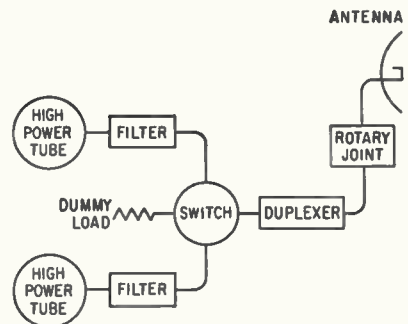 ANTENNA
HIGH
POWER
TUBE
FILTER
ROTARY
JOINT
DUMMY
LOAD
SWITCH
DUPLEXER
HIGH
POWER
TUBE
FILTER